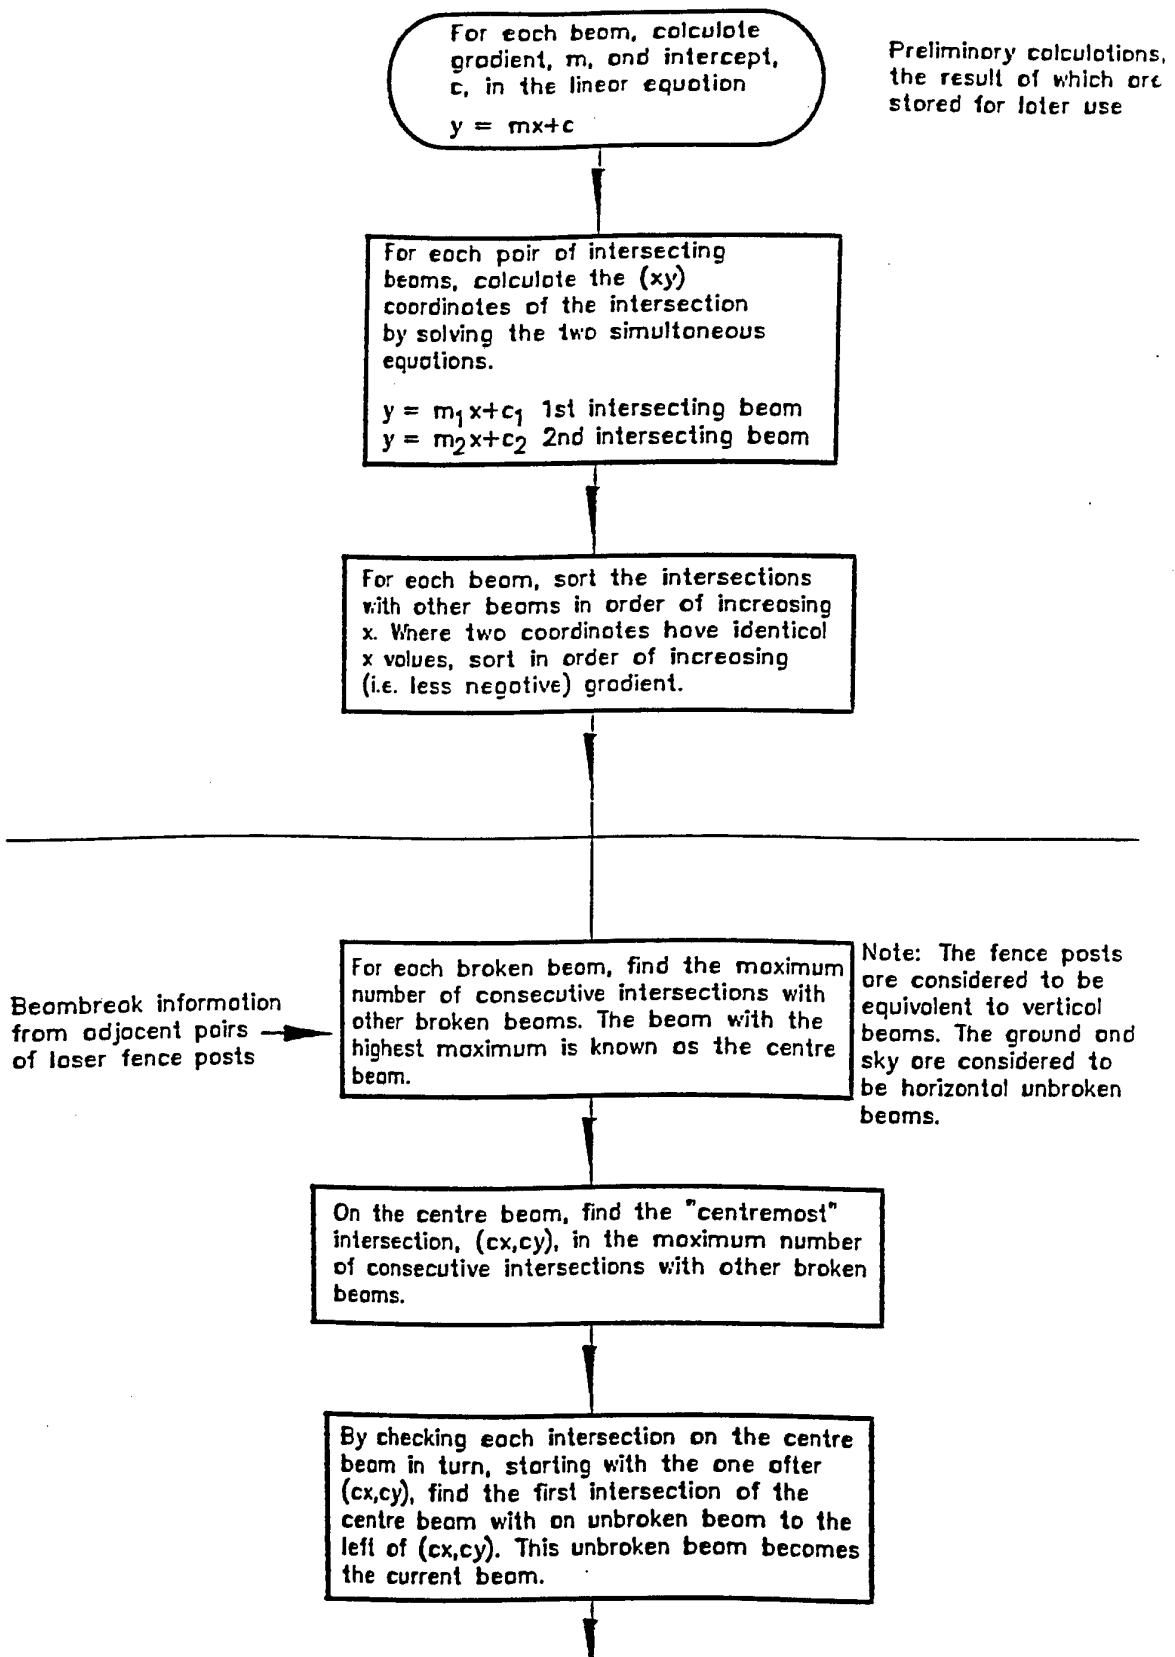 For each beam, calculate
gradient, m, and intercept,
c, in the linear equation
y = mx+c
Preliminary calculations,
the result of which are
stored for later use
For each pair of intersecting
beams, calculate the (xy)
coordinates of the intersection
by solving the two simultaneous
equations.
y = m₁x+c₁ 1st intersecting beam
y = m₂x+c₂ 2nd intersecting beam
For each beam, sort the intersections
with other beams in order of increasing
x. Where two coordinates have identical
x values, sort in order of increasing
(i.e. less negative) gradient.
Beambreak information
from adjacent pairs
of laser fence posts
For each broken beam, find the maximum
number of consecutive intersections with
other broken beams. The beam with the
highest maximum is known as the centre
beam.
Note: The fence posts
are considered to be
equivalent to vertical
beams. The ground and
sky are considered to
be horizontal unbroken
beams.
On the centre beam, find the "centremost"
intersection, (cx,cy), in the maximum number
of consecutive intersections with other broken
beams.
By checking each intersection on the centre
beam in turn, starting with the one after
(cx,cy), find the first intersection of the
centre beam with an unbroken beam to the
left of (cx,cy). This unbroken beam becomes
the current beam.